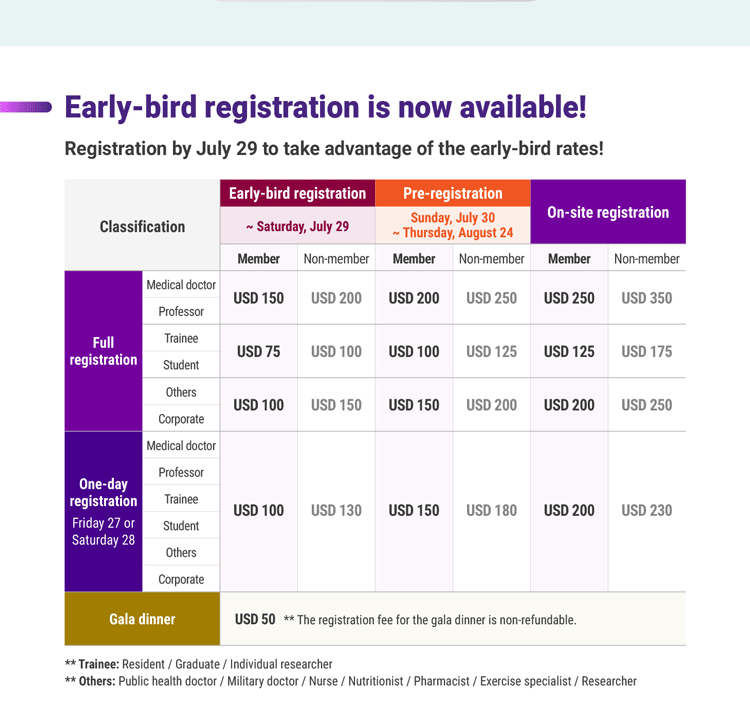 Early-bird registration is now available!
Registration by July 29 to take advantage of the early-bird rates!
Classification
Early-bird registration
Pre-registration
On-site registration
~ Saturday, July 29
Sunday, July 30
~ Thursday, August 24
Member
Non-member
Member
Non-member
Member
Non-member
Full
registration
Medical doctor
Professor
USD 150
USD 200
USD 200
USD 250
USD 250
USD 350
Trainee
Student
USD 75
USD 100
USD 100
USD 125
USD 125
USD 175
Others
Corporate
USD 100
USD 150
USD 150
USD 200
USD 200
USD 250
One-day
registration
Friday 27 or
Saturday 28
Medical doctor
Professor
Trainee
Student
Others
Corporate
USD 100
USD 130
USD 150
USD 180
USD 200
USD 230
Gala dinner
USD 50 ** The registration fee for the gala dinner is non-refundable.
** Trainee: Resident / Graduate / Individual researcher
** Others: Public health doctor / Military doctor / Nurse / Nutritionist / Pharmacist / Exercise specialist / Researcher